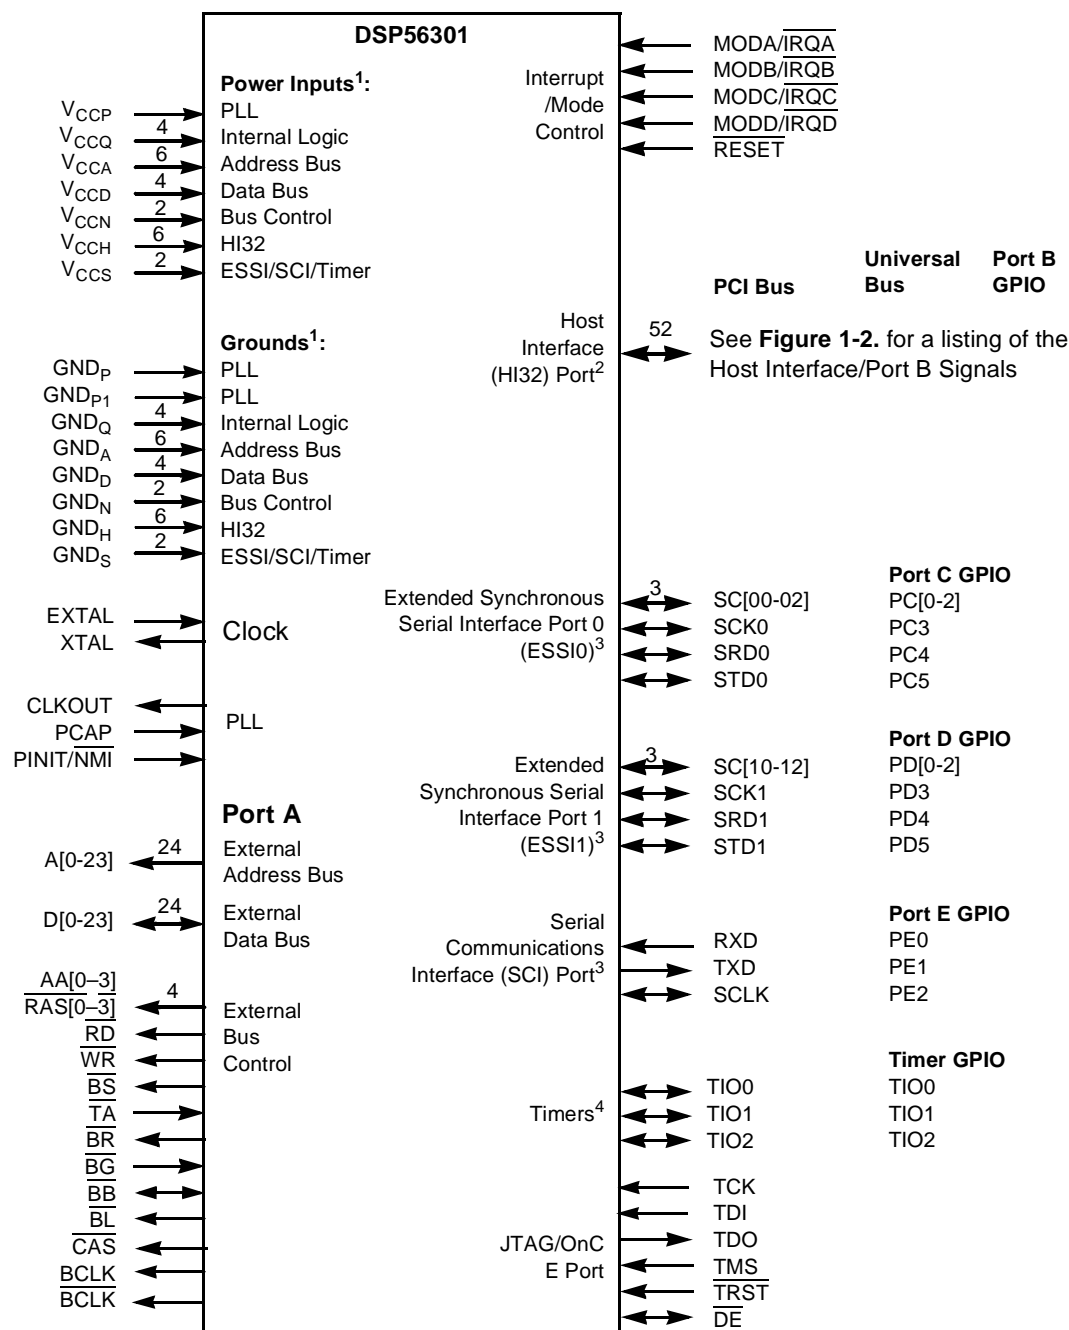 DSP56301
Power Inputs1:
VCCP PLL
VCCQ 4 Internal Logic
VCCA 6 Address Bus
VCCD 4 Data Bus
VCCN 2 Bus Control
VCCH 6 HI32
VCCS 2 ESSI/SCI/Timer
Grounds1:
GNDP PLL
GNDP1 PLL
GNDQ 4 Internal Logic
GNDA 6 Address Bus
GNDD 4 Data Bus
GNDN 2 Bus Control
GNDH 6 HI32
GNDS 2 ESSI/SCI/Timer
EXTAL
XTAL
Clock
CLKOUT
PCAP
PINIT/NMI
PLL
Port A
A[0-23] 24 External
Address Bus
D[0-23] 24 External
Data Bus
AA[0–3]
RAS[0–3] 4
RD
WR
BS
TA
BR
BG
BB
BL
CAS
BCLK
BCLK
External
Bus
Control
Interrupt
/Mode
Control
MODA/IRQA
MODB/IRQB
MODC/IRQC
MODD/IRQD
RESET
PCI Bus
Universal
Bus
Port B
GPIO
Host
Interface
(HI32) Port2
52
See Figure 1-2. for a listing of the
Host Interface/Port B Signals
Extended Synchronous
Serial Interface Port 0
(ESSI0)3
Port C GPIO
3 SC[00-02] PC[0-2]
SCK0 PC3
SRD0 PC4
STD0 PC5
Extended
Synchronous Serial
Interface Port 1
(ESSI1)3
Port D GPIO
3 SC[10-12] PD[0-2]
SCK1 PD3
SRD1 PD4
STD1 PD5
Serial
Communications
Interface (SCI) Port3
Port E GPIO
RXD PE0
TXD PE1
SCLK PE2
Timers4
Timer GPIO
TIO0 TIO0
TIO1 TIO1
TIO2 TIO2
JTAG/OnC
E Port
TCK
TDI
TDO
TMS
TRST
DE